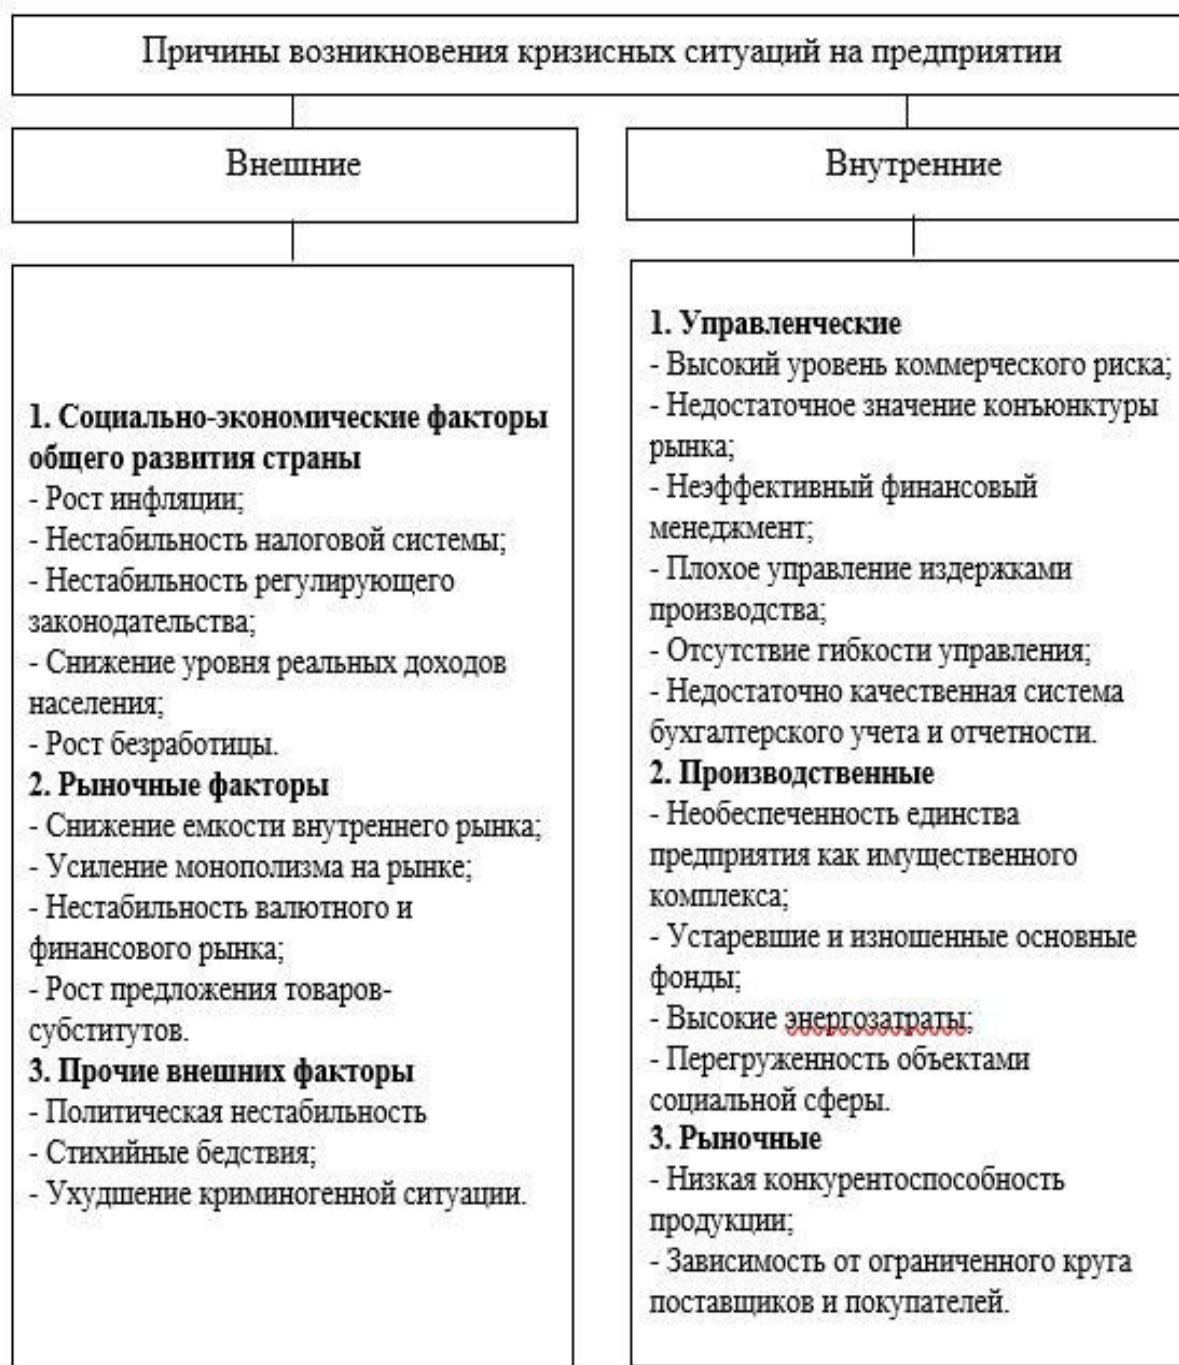 Причины возникновения кризисных ситуаций на предприятии
Внешние
1. Социально-экономические факторы
общего развития страны
- Рост инфляции;
- Нестабильность налоговой системы;
- Нестабильность регулирующего
законодательства;
- Снижение уровня реальных доходов
населения;
- Рост безработицы.
2. Рыночные факторы
- Снижение емкости внутреннего рынка;
- Усиление монополизма на рынке;
- Нестабильность валютного и
финансового рынка;
- Рост предложения товаров-
субститутов.
3. Прочие внешних факторы
- Политическая нестабильность
- Стихийные бедствия;
- Ухудшение криминогенной ситуации.
Внутренние
1. Управленческие
- Высокий уровень коммерческого риска;
- Недостаточное значение конъюнктуры
рынка;
- Неэффективный финансовый
менеджмент;
- Плохое управление издержками
производства;
- Отсутствие гибкости управления;
- Недостаточно качественная система
бухгалтерского учета и отчетности.
2. Производственные
- Необеспеченность единства
предприятия как имущественного
комплекса;
- Устаревшие и изношенные основные
фонды;
- Высокие энергозатраты;
- Перегруженность объектами
социальной сферы.
3. Рыночные
- Низкая конкурентоспособность
продукции;
- Зависимость от ограниченного круга
поставщиков и покупателей.